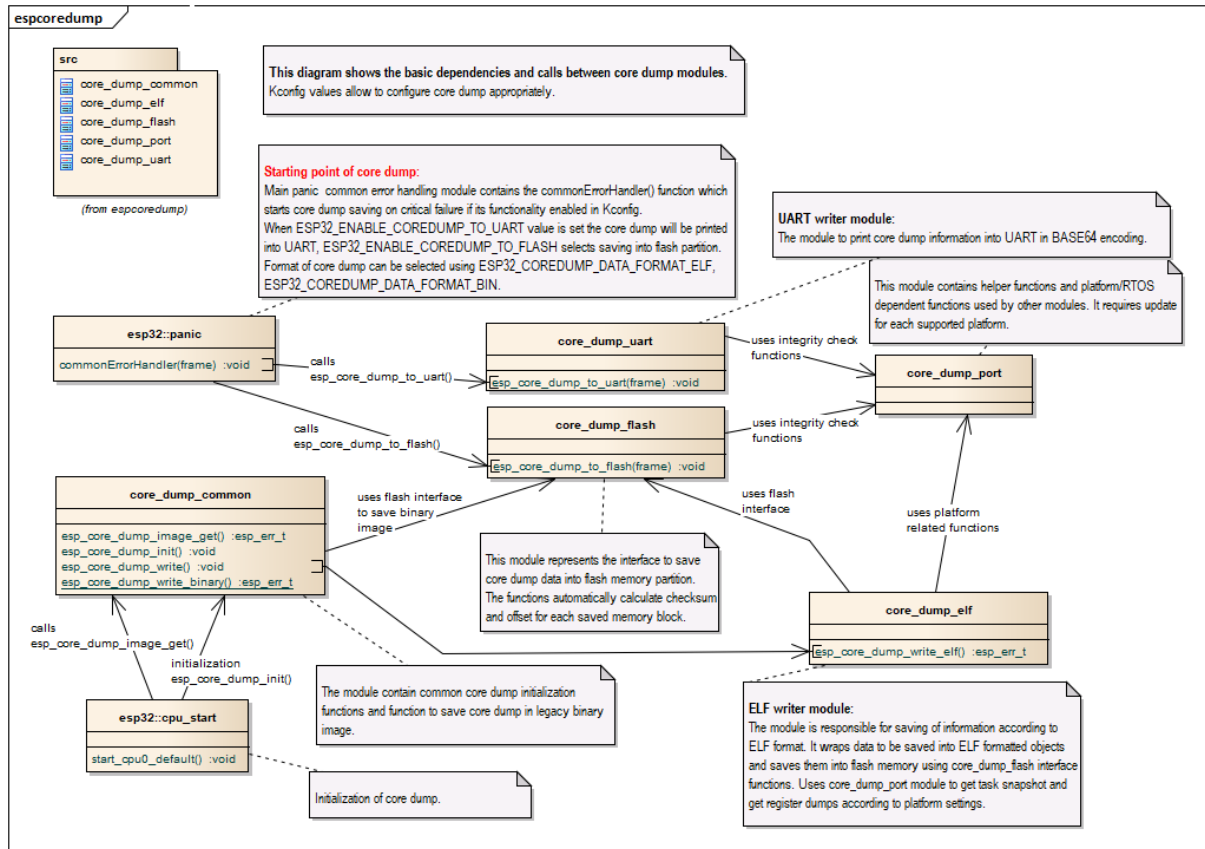 espcoredump
src
core_dump_common
core_dump_elf
core_dump_flash
core_dump_port
core_dump_uart
(from espcoredump)
This diagram shows the basic dependencies and calls between core dump modules.
Kconfig values allow to configure core dump appropriately.
Starting point of core dump:
Main panic common error handling module contains the commonErrorHandler() function which
starts core dump saving on critical failure if its functionality enabled in Kconfig.
When ESP32_ENABLE_COREDUMP_TO_UART value is set the core dump will be printed
into UART, ESP32_ENABLE_COREDUMP_TO_FLASH selects saving into flash partition.
Format of core dump can be selected using ESP32_COREDUMP_DATA_FORMAT_ELF,
ESP32_COREDUMP_DATA_FORMAT_BIN.
UART writer module:
The module to print core dump information into UART in BASE64 encoding.
This module contains helper functions and platform/RTOS
dependent functions used by other modules. It requires update
for each supported platform.
esp32::panic
commonErrorHandler(frame) :void
calls
esp_core_dump_to_uart()
core_dump_uart
esp_core_dump_to_uart(frame) :void
uses integrity check
functions
core_dump_port
calls
esp_core_dump_to_flash()
core_dump_flash
esp_core_dump_to_flash(frame) :void
uses integrity check
functions
core_dump_common
esp_core_dump_image_get() :esp_err_t
esp_core_dump_init() :void
esp_core_dump_write() :void
esp_core_dump_write_binary() :esp_err_t
uses flash interface
to save binary
image
uses flash
interface
uses platform
related functions
This module represents the interface to save
core dump data into flash memory partition.
The functions automatically calculate checksum
and offset for each saved memory block.
core_dump_elf
esp_core_dump_write_elf() :esp_err_t
calls
esp_core_dump_image_get()
initialization
esp_core_dump_init()
The module contain common core dump initialization
functions and function to save core dump in legacy binary
image.
esp32::cpu_start
start_cpu0_default() :void
Initialization of core dump.
ELF writer module:
The module is responsible for saving of information according to
ELF format. It wraps data to be saved into ELF formatted objects
and saves them into flash memory using core_dump_flash interface
functions. Uses core_dump_port module to get task snapshot and
get register dumps according to platform settings.